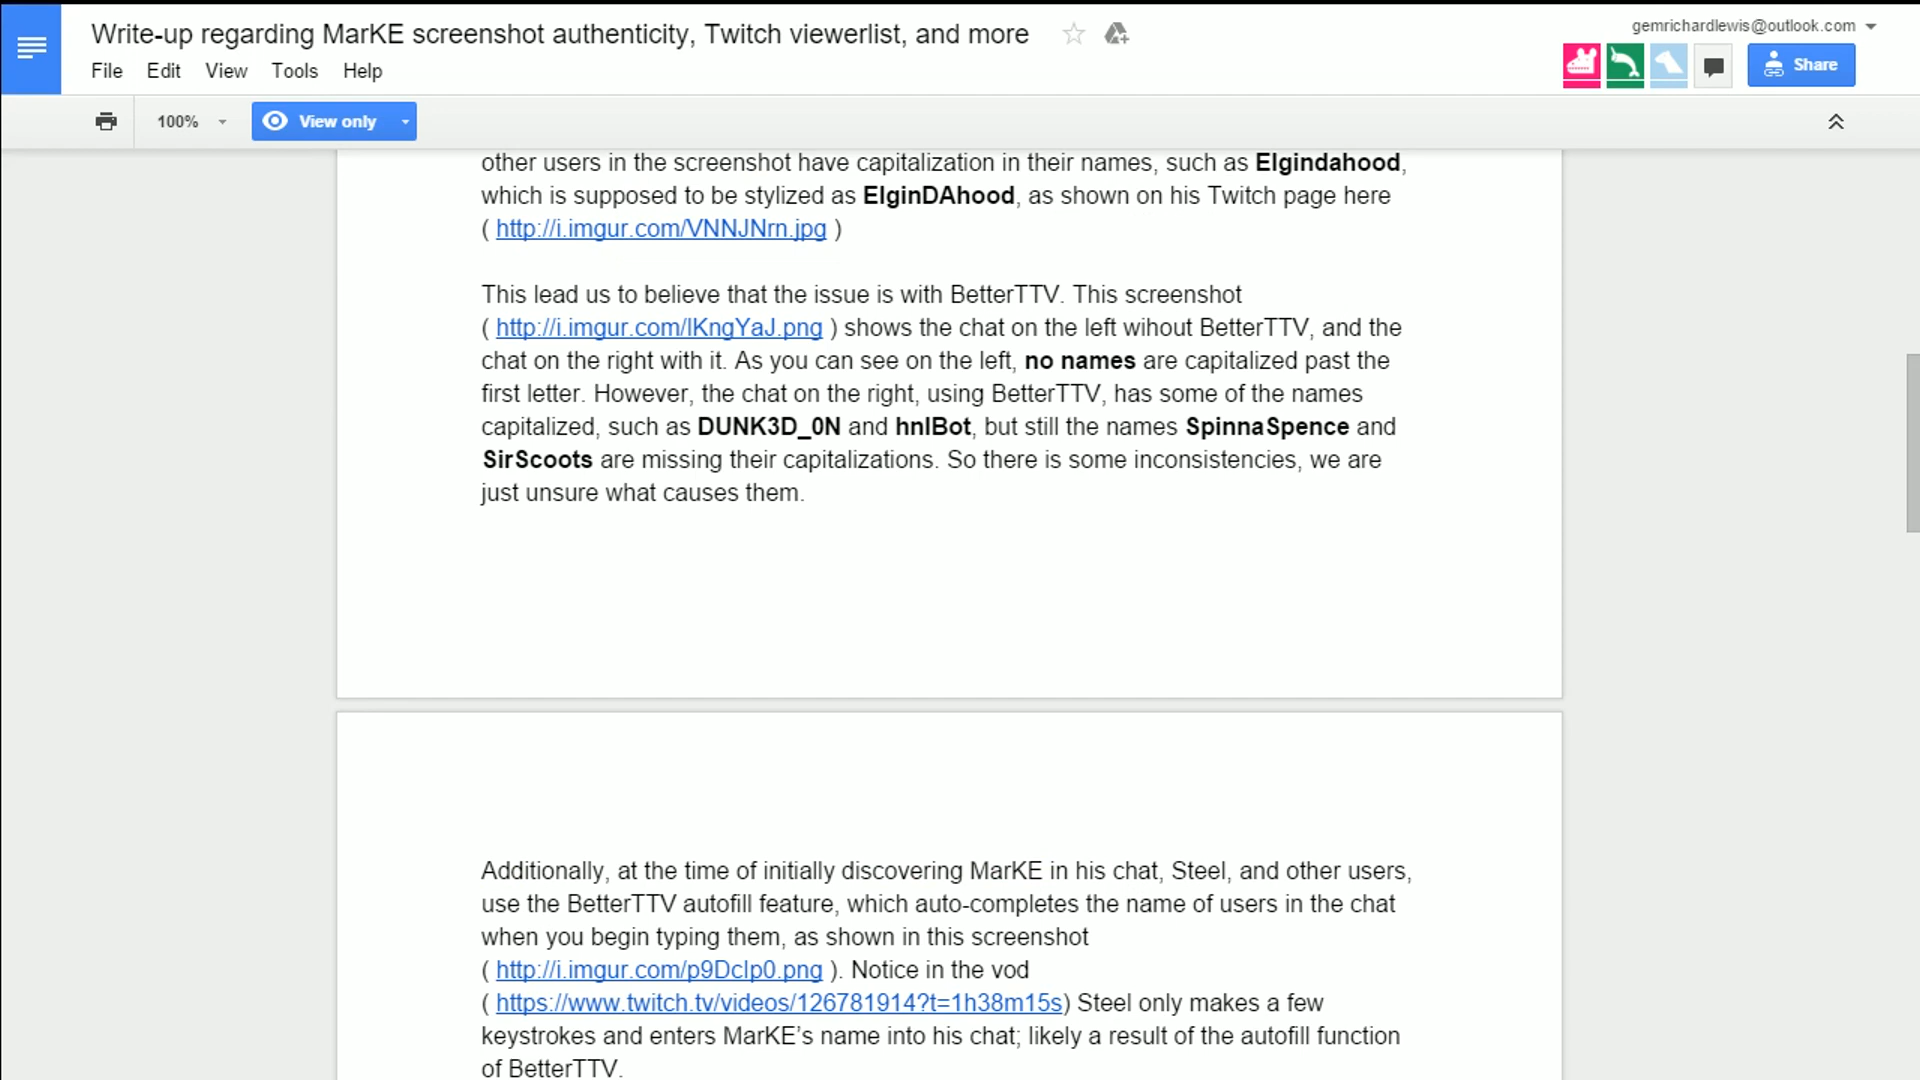 Write-up regarding MarKE screenshot authenticity, Twitch viewerlist, and more
gemrichardlewis@outlook.com
File Edit View Tools Help
Share
100%
View only
other users in the screenshot have capitalization in their names, such as Elgindahood,
which is supposed to be stylized as ElginDAhood, as shown on his Twitch page here
( http://i.imgur.com/VNNJNrn.jpg )
This lead us to believe that the issue is with BetterTTV. This screenshot
( http://i.imgur.com/lKngYaJ.png ) shows the chat on the left wihout BetterTTV, and the
chat on the right with it. As you can see on the left, no names are capitalized past the
first letter. However, the chat on the right, using BetterTTV, has some of the names
capitalized, such as DUNK3D_0N and hnlBot, but still the names SpinnaSpence and
SirScoots are missing their capitalizations. So there is some inconsistencies, we are
just unsure what causes them.
Additionally, at the time of initially discovering MarKE in his chat, Steel, and other users,
use the BetterTTV autofill feature, which auto-completes the name of users in the chat
when you begin typing them, as shown in this screenshot
( http://i.imgur.com/p9Dclp0.png ). Notice in the vod
( https://www.twitch.tv/videos/126781914?t=1h38m15s) Steel only makes a few
keystrokes and enters MarKE's name into his chat; likely a result of the autofill function
of BetterTTV.